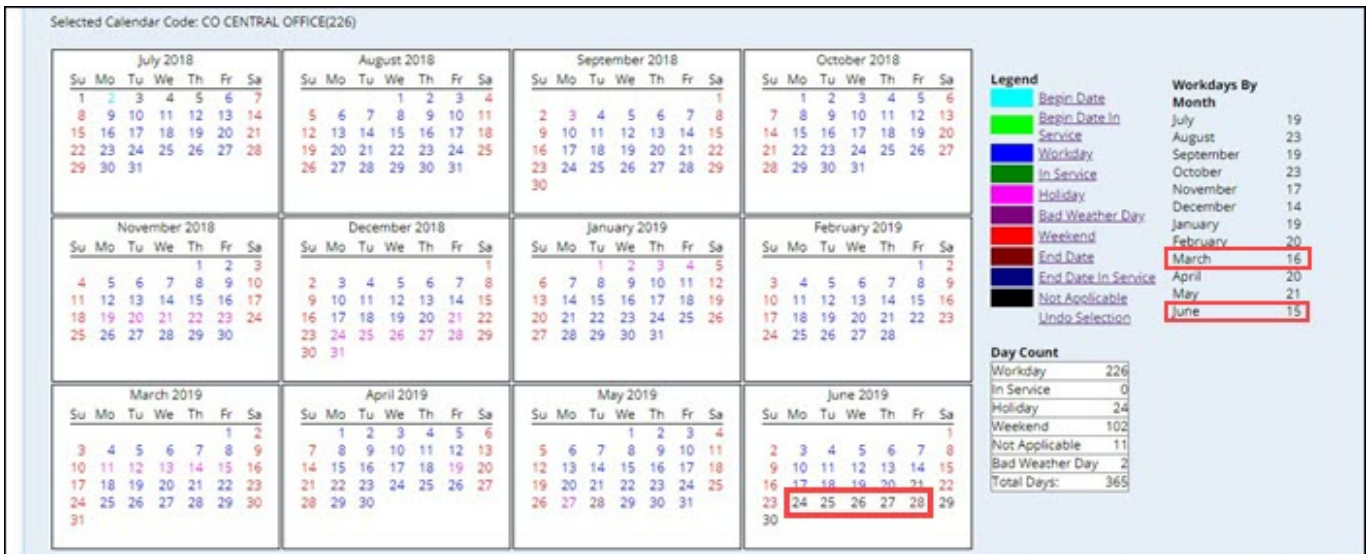 Selected Calendar Code: CO CENTRAL OFFICE(226)
July 2018
Su Mo Tu We Th Fr Sa
1 2 3 4 5 6 7
8 9 10 11 12 13 14
15 16 17 18 19 20 21
22 23 24 25 26 27 28
29 30 31
August 2018
Su Mo Tu We Th Fr Sa
1 2 3 4
5 6 7 8 9 10 11
12 13 14 15 16 17 18
19 20 21 22 23 24 25
26 27 28 29 30 31
September 2018
Su Mo Tu We Th Fr Sa
1
2 3 4 5 6 7 8
9 10 11 12 13 14 15
16 17 18 19 20 21 22
23 24 25 26 27 28 29
30
October 2018
Su Mo Tu We Th Fr Sa
1 2 3 4 5 6
7 8 9 10 11 12 13
14 15 16 17 18 19 20
21 22 23 24 25 26 27
28 29 30 31
November 2018
Su Mo Tu We Th Fr Sa
1 2 3
4 5 6 7 8 9 10
11 12 13 14 15 16 17
18 19 20 21 22 23 24
25 26 27 28 29 30
December 2018
Su Mo Tu We Th Fr Sa
1
2 3 4 5 6 7 8
9 10 11 12 13 14 15
16 17 18 19 20 21 22
23 24 25 26 27 28 29
30 31
January 2019
Su Mo Tu We Th Fr Sa
1 2 3 4 5
6 7 8 9 10 11 12
13 14 15 16 17 18 19
20 21 22 23 24 25 26
27 28 29 30 31
February 2019
Su Mo Tu We Th Fr Sa
1 2
3 4 5 6 7 8 9
10 11 12 13 14 15 16
17 18 19 20 21 22 23
24 25 26 27 28
March 2019
Su Mo Tu We Th Fr Sa
1 2
3 4 5 6 7 8 9
10 11 12 13 14 15 16
17 18 19 20 21 22 23
24 25 26 27 28 29 30
31
April 2019
Su Mo Tu We Th Fr Sa
1 2 3 4 5 6
7 8 9 10 11 12 13
14 15 16 17 18 19 20
21 22 23 24 25 26 27
28 29 30
May 2019
Su Mo Tu We Th Fr Sa
1 2 3 4
5 6 7 8 9 10 11
12 13 14 15 16 17 18
19 20 21 22 23 24 25
26 27 28 29 30 31
June 2019
Su Mo Tu We Th Fr Sa
1
2 3 4 5 6 7 8
9 10 11 12 13 14 15
16 17 18 19 20 21 22
23 24 25 26 27 28 29
30
Legend
Begin Date
Begin Date In
Service
Workday
In Service
Holiday
Bad Weather Day
Weekend
End Date
End Date In Service
Not Applicable
Undo Selection
Workdays By
Month
July 19
August 23
September 19
October 23
November 17
December 14
January 19
February 20
March 16
April 20
May 21
June 15
Day Count
Workday 226
In Service 0
Holiday 24
Weekend 102
Not Applicable 11
Bad Weather Day 2
Total Days: 365